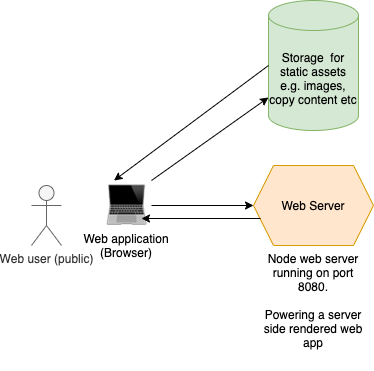 Storage for
static assets
e.g. images,
copy content etc
Web Server
Web user (public)
Web application
(Browser)
Node web server
running on port
8080.
Powering a server
side rendered web
app